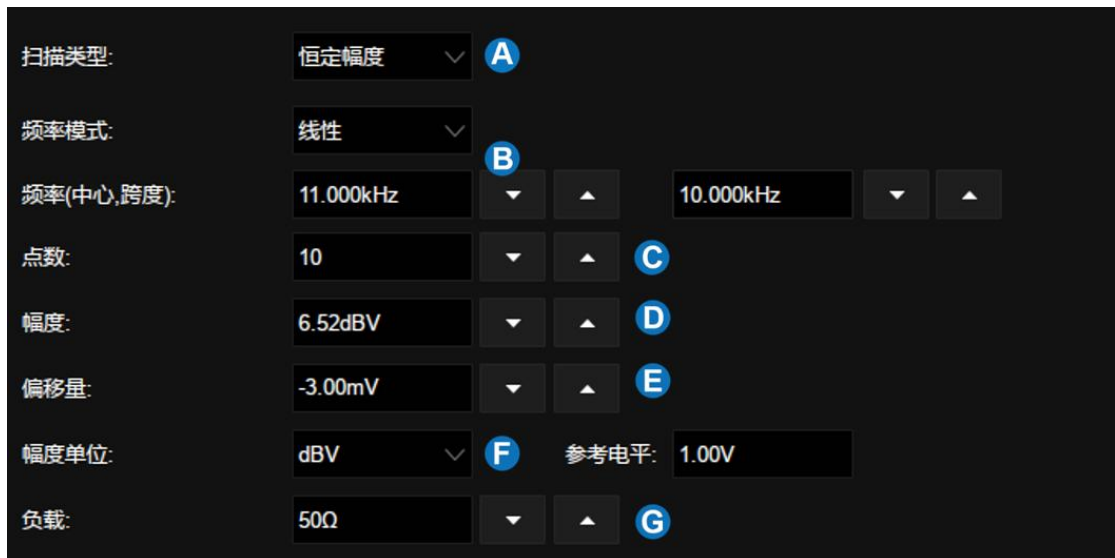 扫描类型: 恒定幅度 A
频率模式: 线性
B
频率(中心,跨度): 11.000kHz 10.000kHz
点数: 10 C
幅度: 6.52dBV D
偏移量: -3.00mV E
幅度单位: dBV F 参考电平: 1.00V
负载: 50Ω G